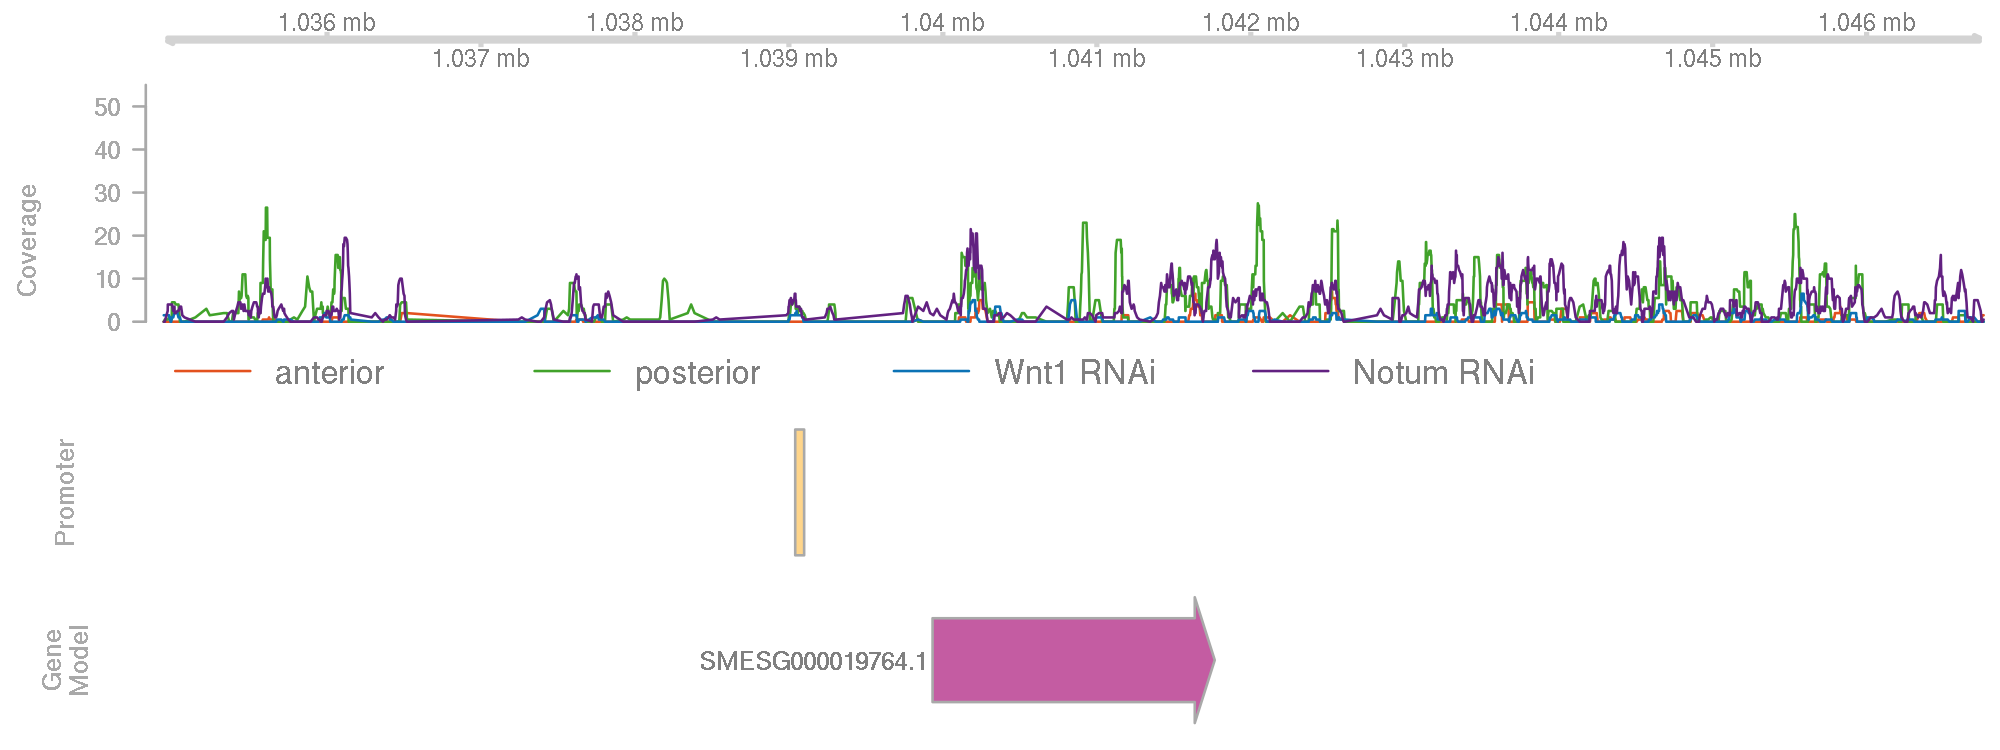 1.036 mb 1.038 mb 1.04 mb 1.042 mb 1.044 mb 1.046 mb
1.037 mb 1.039 mb 1.041 mb 1.043 mb 1.045 mb
50
40
30
20
10
0
Coverage
anterior posterior Wnt1 RNAi Notum RNAi
Promoter
Gene
Model
SMESG000019764.1